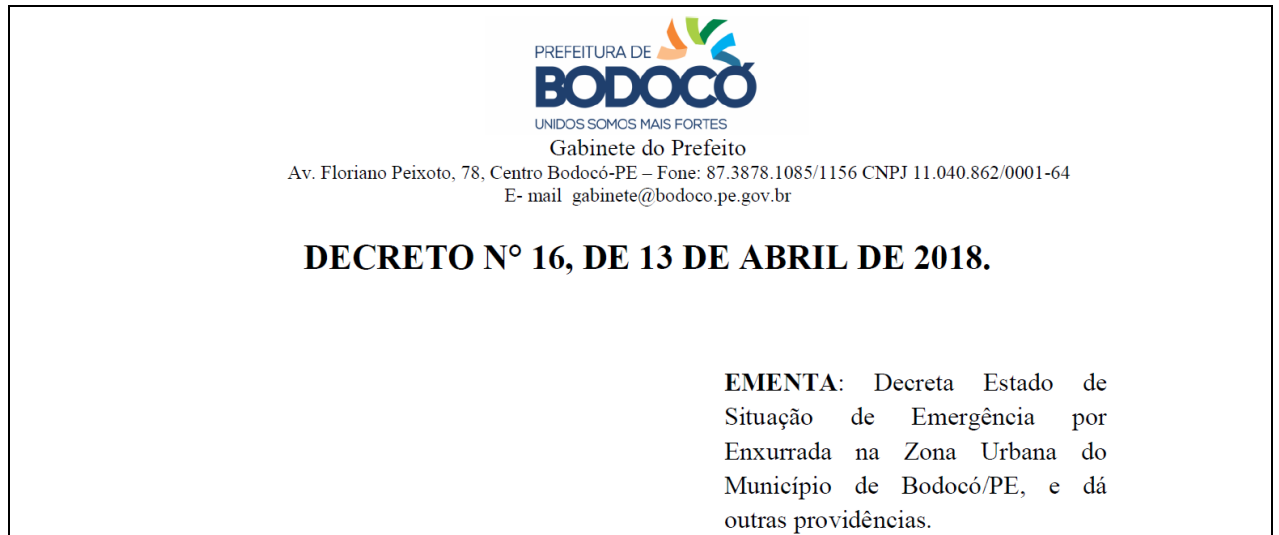 PREFEITURA DE
BODOCÓ
UNIDOS SOMOS MAIS FORTES
Gabinete do Prefeito
Av. Floriano Peixoto, 78, Centro Bodocó-PE – Fone: 87.3878.1085/1156 CNPJ 11.040.862/0001-64
E- mail gabinete@bodoco.pe.gov.br
DECRETO N° 16, DE 13 DE ABRIL DE 2018.
EMENTA: Decreta Estado de
Situação de Emergência por
Enxurrada na Zona Urbana do
Município de Bodocó/PE, e dá
outras providências.